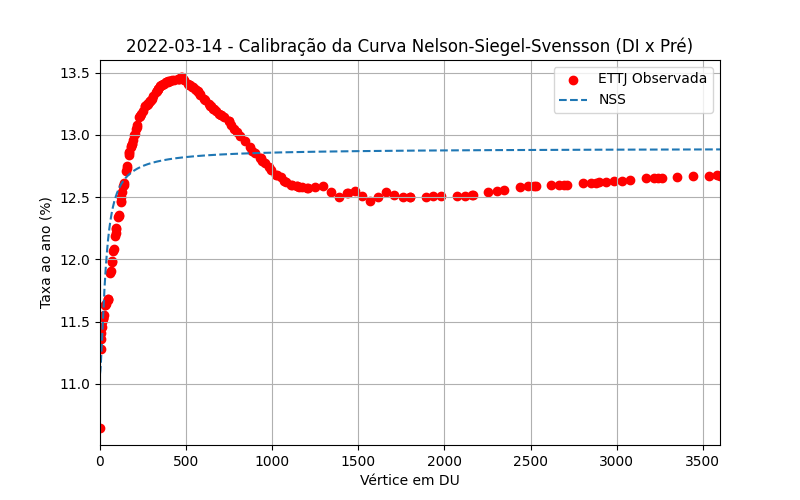 2022-03-14 - Calibração da Curva Nelson-Siegel-Svensson (DI x Pré)
13.5
13.0
12.5
12.0
11.5
11.0
Taxa ao ano (%)
ETTJ Observada
NSS
0 500 1000 1500 2000 2500 3000 3500
Vértice em DU